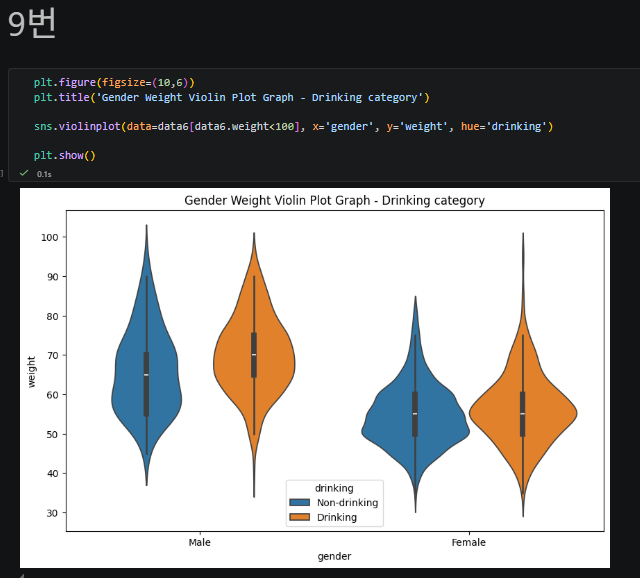 9번
plt.figure(figsize=(10,6))
plt.title('Gender Weight Violin Plot Graph - Drinking category')
sns.violinplot(data=data6[data6.weight<100], x='gender', y='weight', hue='drinking')
plt.show()
]
0.1s
Gender Weight Violin Plot Graph - Drinking category
100
90
80
70
60
50
40
30
weight
drinking
Non-drinking
Drinking
Male
Female
gender